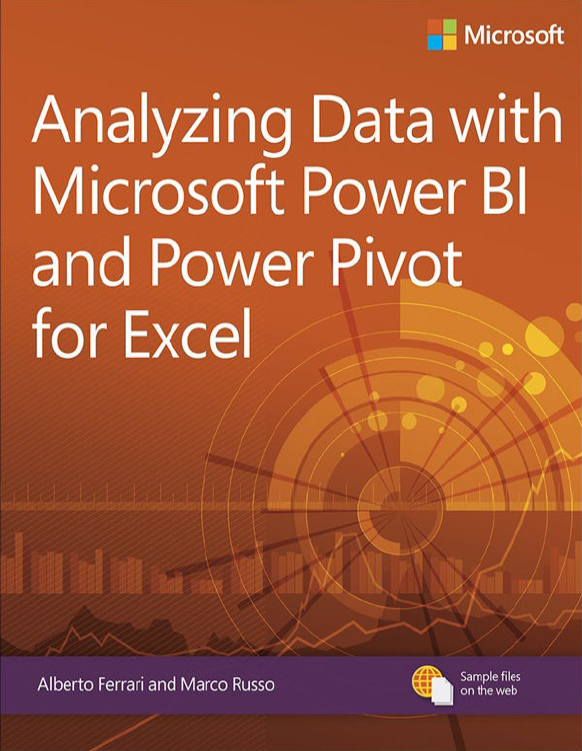 Microsoft
Analyzing Data with
Microsoft Power BI
and Power Pivot
for Excel
Alberto Ferrari and Marco Russo
Sample files
on the web